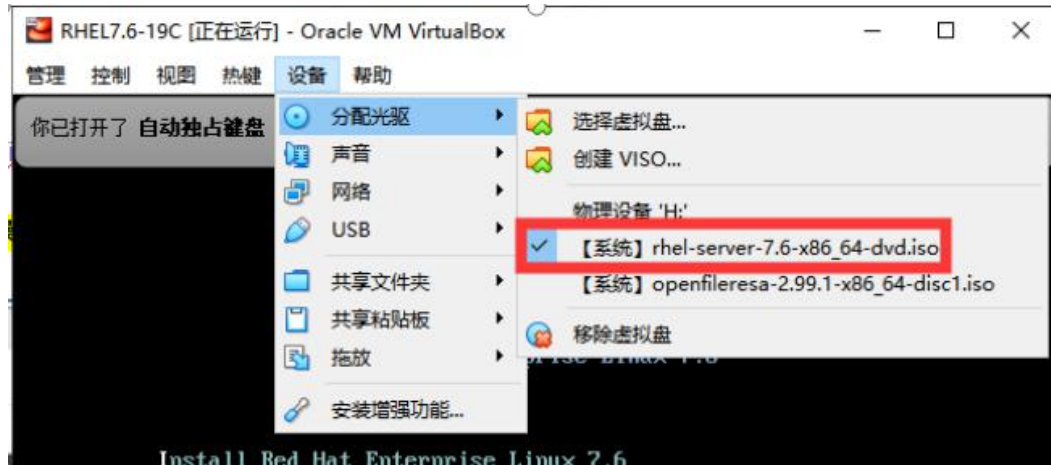 RHEL7.6-19C [正在运行] - Oracle VM VirtualBox
管理 控制 视图 热键 设备 帮助
你已打开了 自动独占键盘
分配光驱
声音
网络
USB
共享文件夹
共享粘贴板
拖放
安装增强功能...
选择虚拟盘...
创建 VISO...
物理设备 'H:'
【系统】rhel-server-7.6-x86_64-dvd.iso
【系统】openfileresa-2.99.1-x86_64-disc1.iso
移除虚拟盘
Install Red Hat Enterprise Linux 7.6